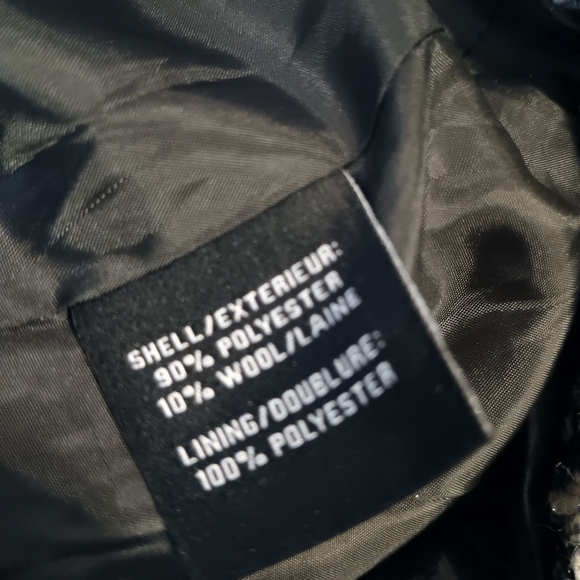 SHELL/EXTERIEUR:
90% POLYESTER
10% WOOL/LAINE
LINING/DOUBLURE:
100% POLYESTER